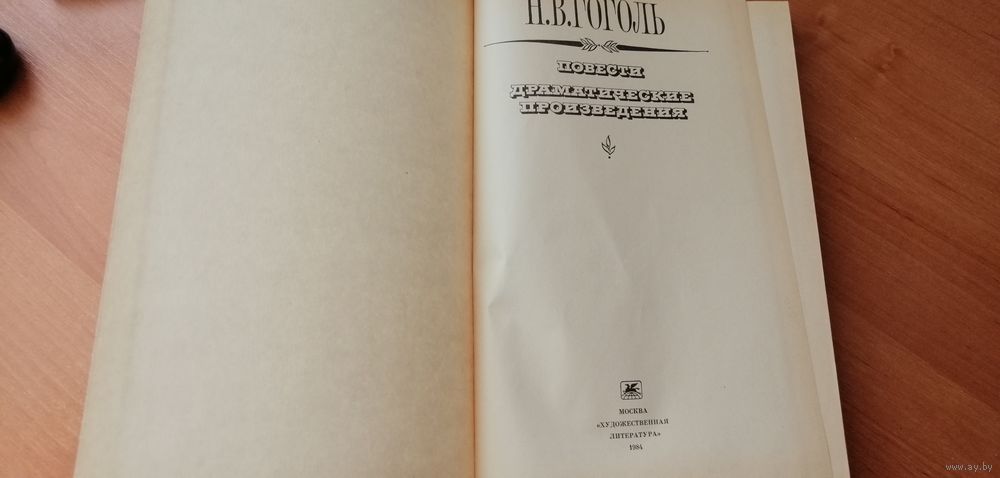 Н.В.ГОГОЛЬ
ПОВЕСТИ
ДРАМАТИЧЕСКИЕ
ПРОИЗВЕДЕНИЯ
МОСКВА
«ХУДОЖЕСТВЕННАЯ
ЛИТЕРАТУРА»
1984
www.ay.by